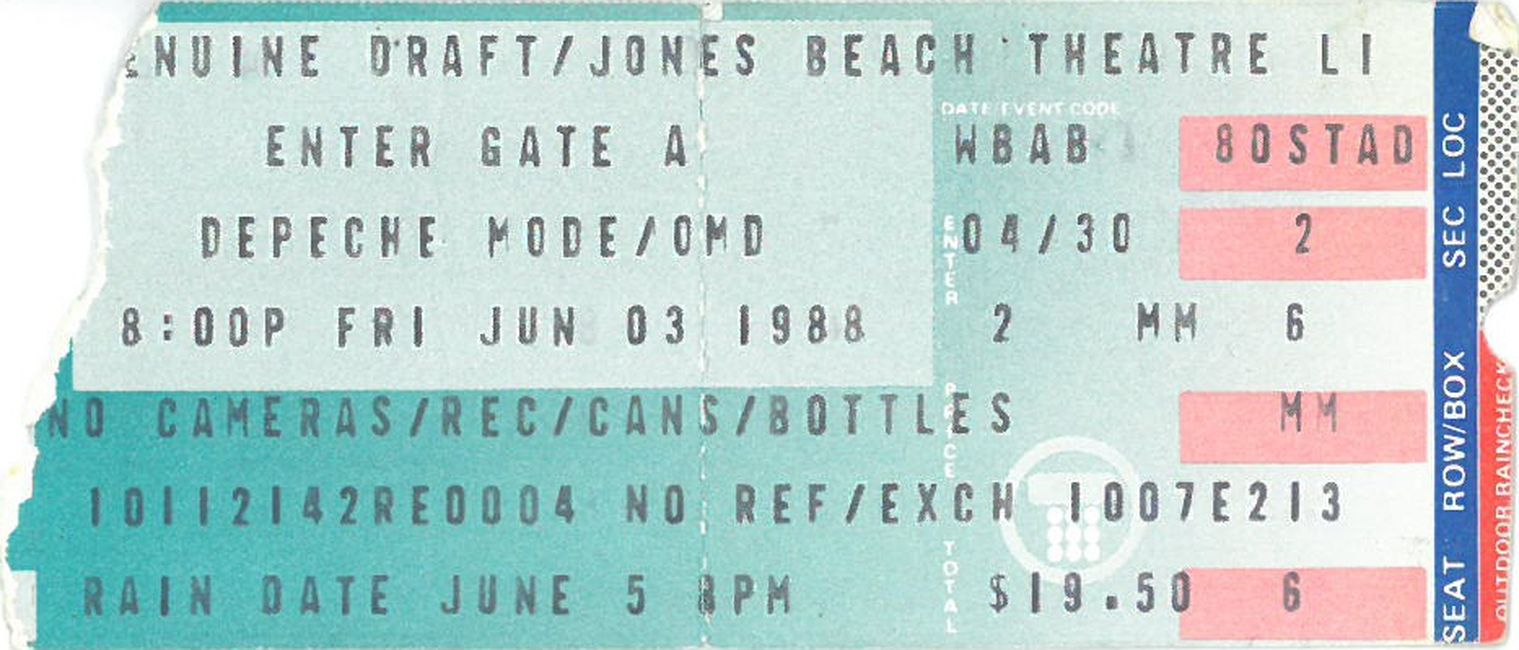 ENUINE DRAFT/JONES BEACH THEATRE LI
DATE EVENT CODE
ENTER GATE A WBAB 80STAD
DEPECHE MODE/OMD 04/30 2
ENTER
8:00P FRI JUN 03 1988 2 MM 6
NO CAMERAS/REC/CANS/BOTTLES MM
PRICE
10112142RE0004 NO REF/EXCH 1007E213
TOTAL
RAIN DATE JUNE 5 8PM $19.50 6
SEAT ROW/BOX SEC LOC
OUTDOOR RAINCHECK